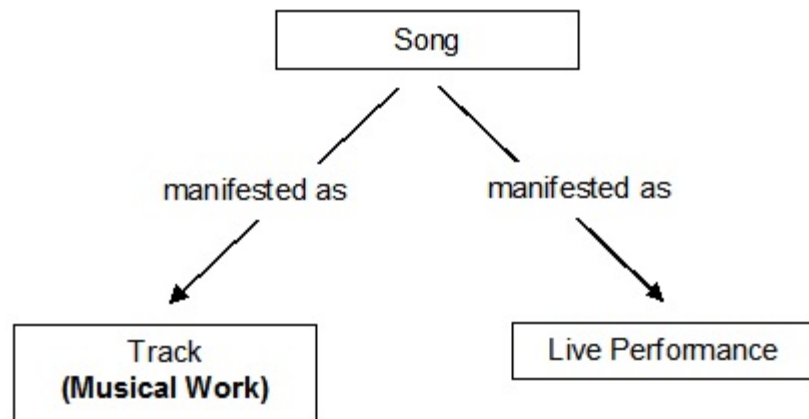 Song
manifested as
manifested as
Track
(Musical Work)
Live Performance